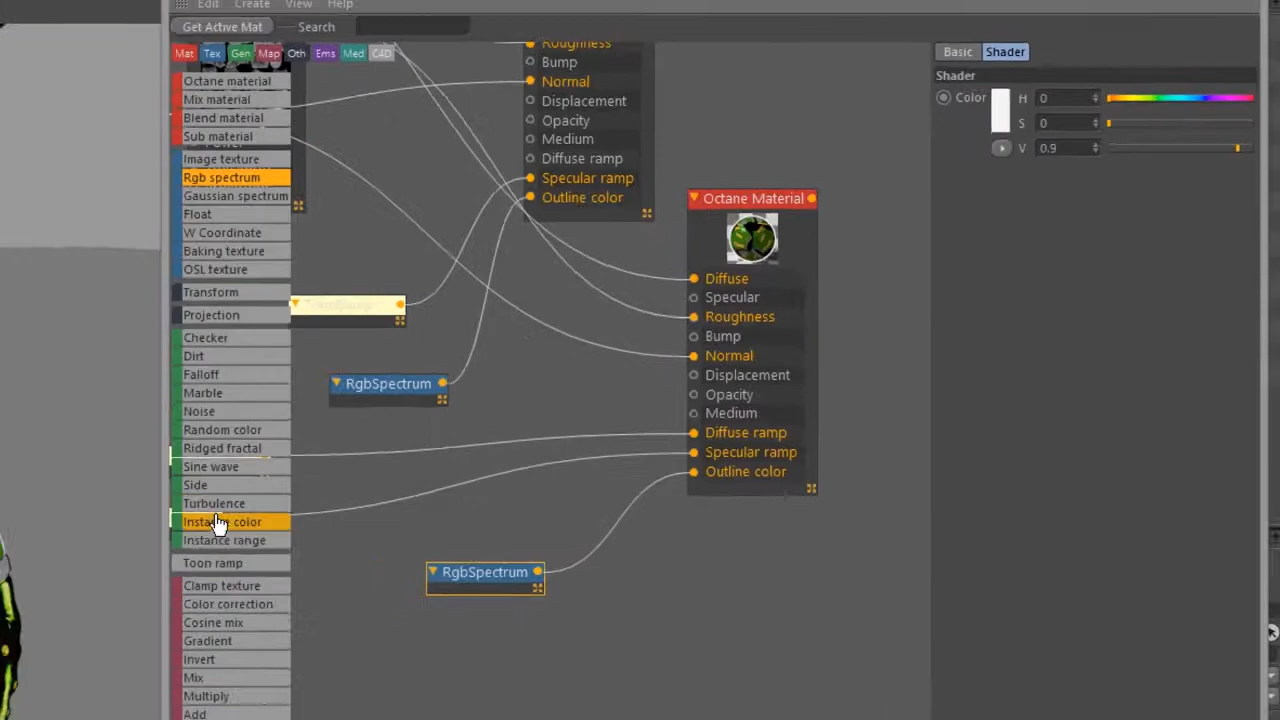 Edit Create View Help
Get Active Mat Search
Mat Tex Gen Map Oth Ems Med C4D
Octane material
Mix material
Blend material
Sub material
Image texture
Rgb spectrum
Gaussian spectrum
Float
W Coordinate
Baking texture
OSL texture
Transform
Projection
Checker
Dirt
Falloff
Marble
Noise
Random color
Ridged fractal
Sine wave
Side
Turbulence
Instance color
Instance range
Toon ramp
Clamp texture
Color correction
Cosine mix
Gradient
Invert
Mix
Multiply
Add
Roughness
Bump
Normal
Displacement
Opacity
Medium
Diffuse ramp
Specular ramp
Outline color
RgbSpectrum
RgbSpectrum
Octane Material
Diffuse
Specular
Roughness
Bump
Normal
Displacement
Opacity
Medium
Diffuse ramp
Specular ramp
Outline color
Basic Shader
Shader
Color H 0
S 0
V 0.9